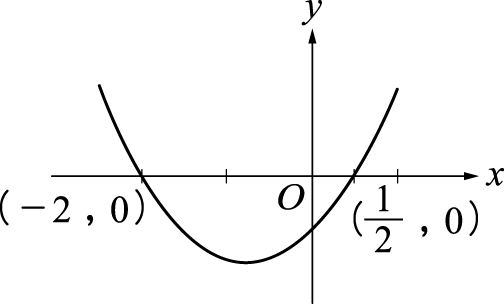 y
x
O
(−2 , 0)
(1/2 , 0)